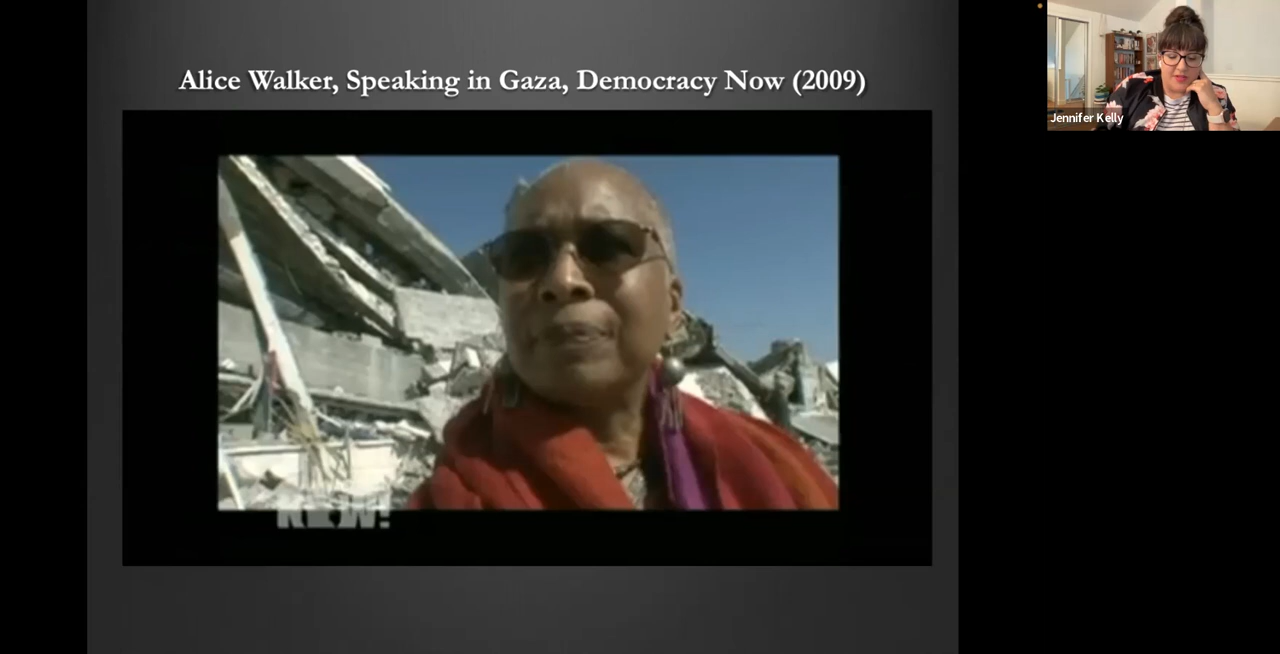 Alice Walker, Speaking in Gaza, Democracy Now (2009)
Jennifer Kelly
NOW!